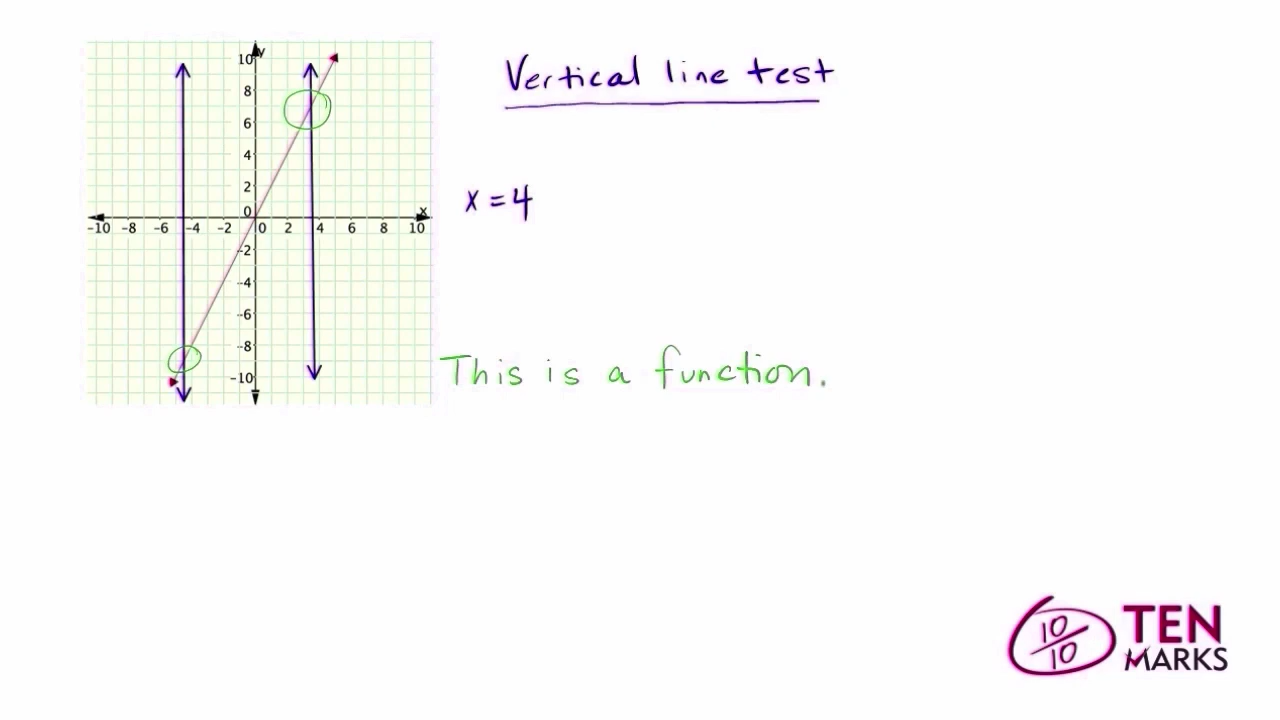 Vertical line test
y
10
8
6
4
2
0
x
-10 -8 -6 -4 -2 0 2 4 6 8 10
-2
-4
-6
-8
-10
x = 4
This is a function.
10/10
TEN
MARKS